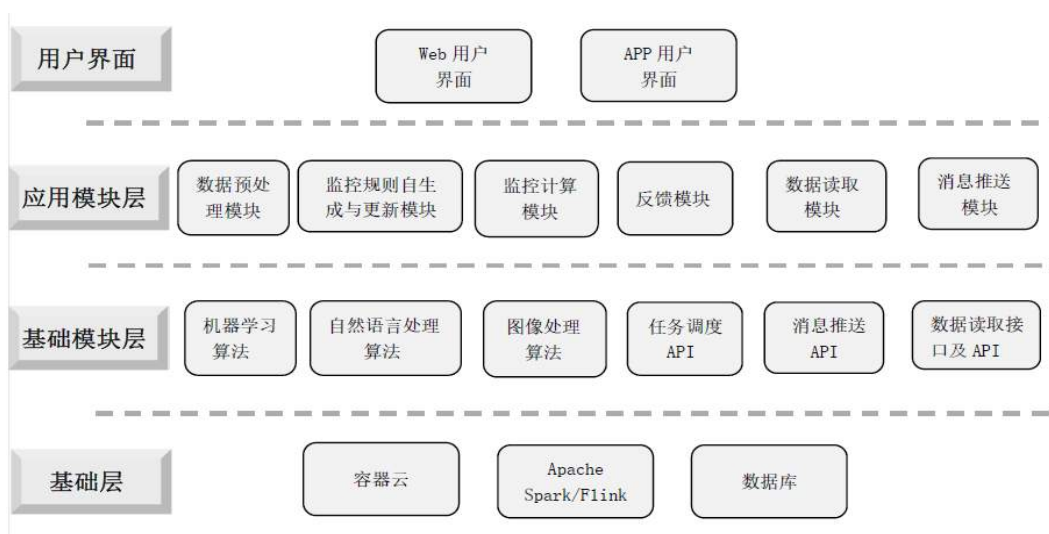 用户界面
Web 用户
界面
APP 用户
界面
应用模块层
数据预处
理模块
监控规则自生
成与更新模块
监控计算
模块
反馈模块
数据读取
模块
消息推送
模块
基础模块层
机器学习
算法
自然语言处理
算法
图像处理
算法
任务调度
API
消息推送
API
数据读取接
口及 API
基础层
容器云
Apache
Spark/Flink
数据库